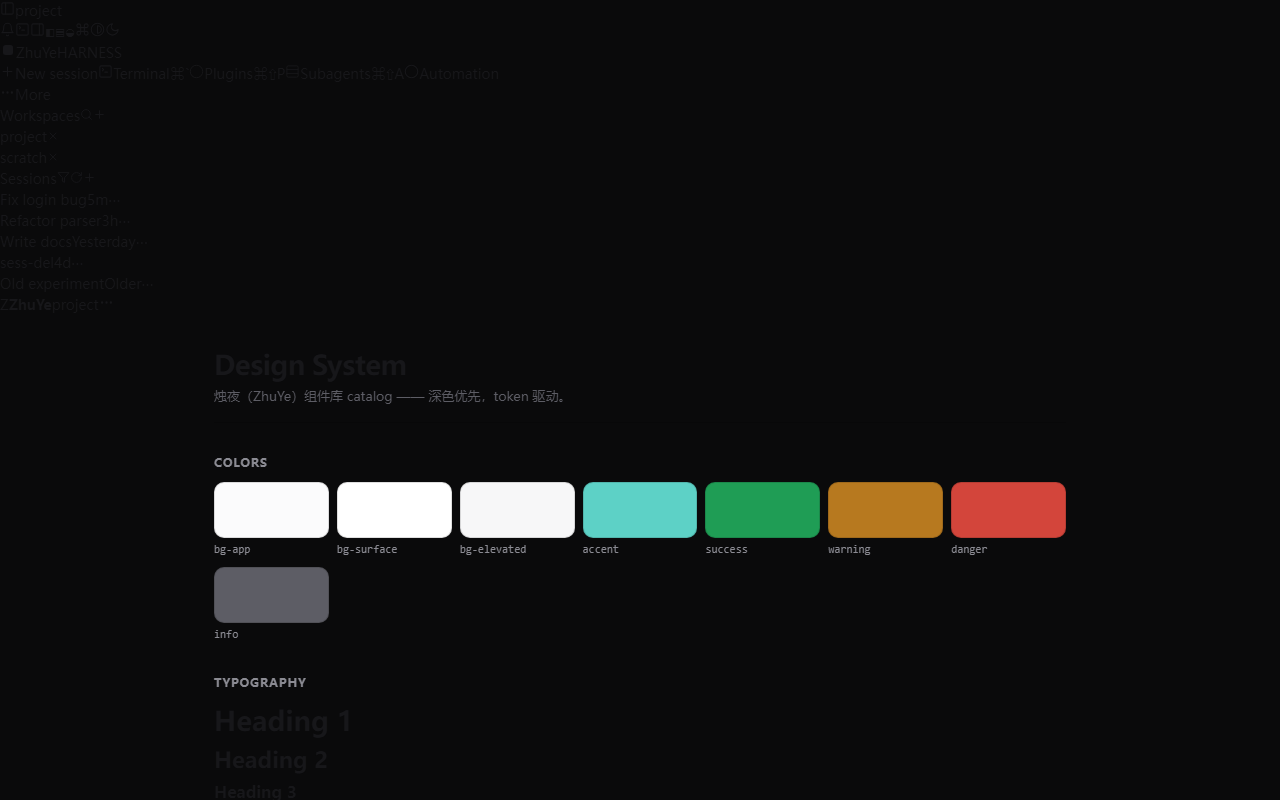 project
ZhuYeHARNESS
New session Terminal⌘` Plugins⌘⇧P Subagents⌘⇧A Automation
More
Workspaces
project×
scratch×
Sessions
Fix login bug5m···
Refactor parser3h···
Write docsYesterday···
sess-del4d···
Old experimentOlder···
ZZhuYeproject···
Design System
烛夜（ZhuYe）组件库 catalog —— 深色优先，token 驱动。
COLORS
bg-app bg-surface bg-elevated accent success warning danger
info
TYPOGRAPHY
Heading 1
Heading 2
Heading 3